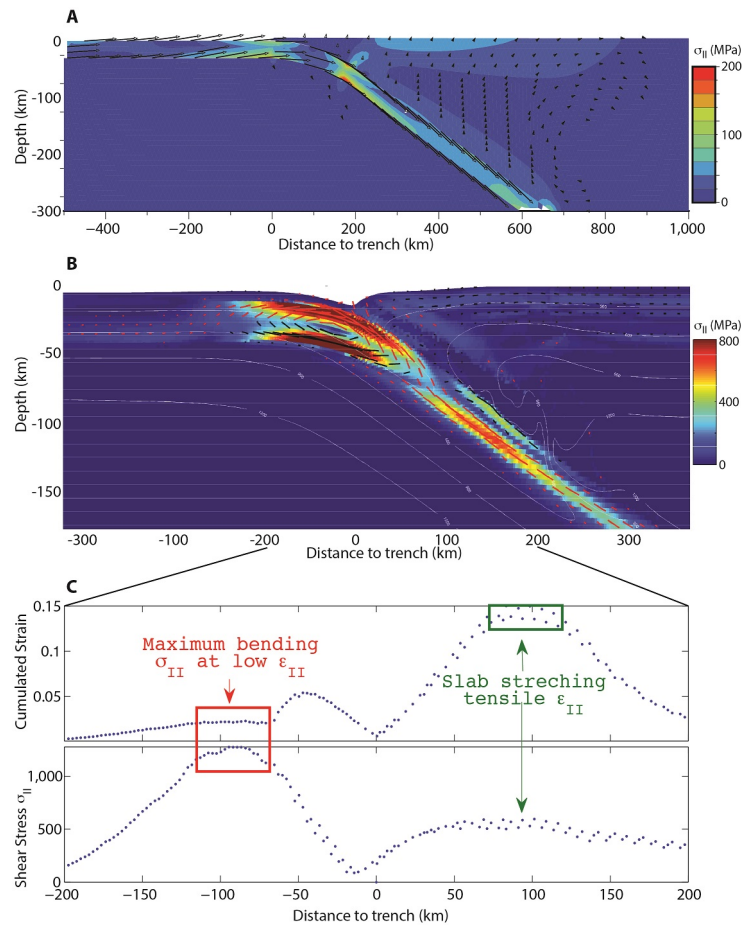 A
σII (MPa)
0
-100
-200
-300
Depth (km)
200
100
0
−400
−200
0
200
400
600
800
1,000
Distance to trench (km)
B
σII (MPa)
0
-50
-100
-150
Depth (km)
800
400
0
-300
-100
-200
0
100
200
300
Distance to trench (km)
C
0.15
0.1
0.05
Cumulated Strain
Maximum bending
σII at low εII
Slab streching
tensile εII
1,000
500
0
Shear Stress σII
−200
−150
−100
−50
0
50
100
150
200
Distance to trench (km)